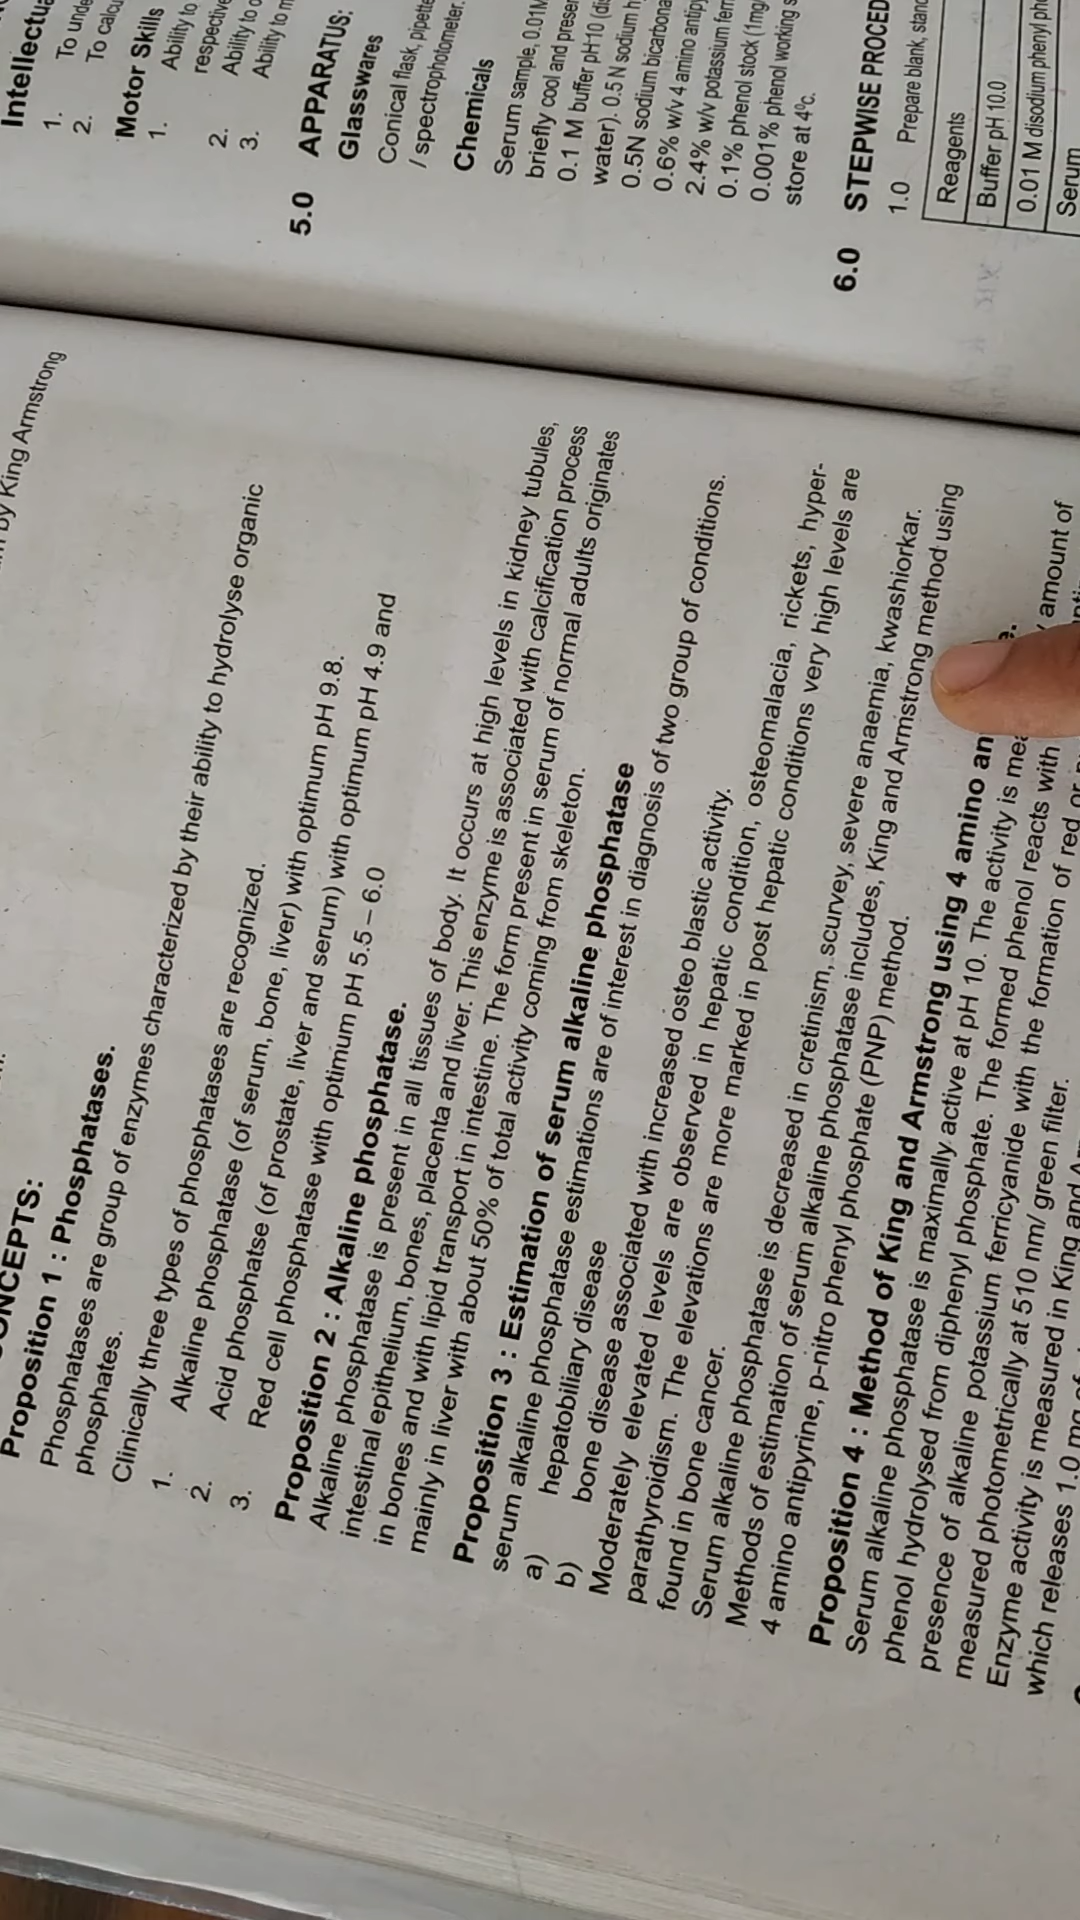 by King Armstrong
CONCEPTS:
Proposition 1 : Phosphatases.
Phosphatases are group of enzymes characterized by their ability to hydrolyse organic
phosphates.
Clinically three types of phosphatases are recognized.
1. Alkaline phosphatase (of serum, bone, liver) with optimum pH 9.8.
2. Acid phosphatse (of prostate, liver and serum) with optimum pH 4.9 and
3. Red cell phosphatase with optimum pH 5.5 – 6.0
Proposition 2 : Alkaline phosphatase.
Alkaline phosphatase is present in all tissues of body. It occurs at high levels in kidney tubules,
intestinal epithelium, bones, placenta and liver. This enzyme is associated with calcification process
in bones and with lipid transport in intestine. The form present in serum of normal adults originates
mainly in liver with about 50% of total activity coming from skeleton.
Proposition 3 : Estimation of serum alkaline phosphatase
serum alkaline phosphatase estimations are of interest in diagnosis of two group of conditions.
a) hepatobiliary disease
b) bone disease associated with increased osteo blastic activity.
Moderately elevated levels are observed in hepatic condition, osteomalacia, rickets, hyper-
parathyroidism. The elevations are more marked in post hepatic conditions very high levels are
found in bone cancer.
Serum alkaline phosphatase is decreased in cretinism, scurvey, severe anaemia, kwashiorkar.
Methods of estimation of serum alkaline phosphatase includes, King and Armstrong method using
4 amino antipyrine, p-nitro phenyl phosphate (PNP) method.
Proposition 4 : Method of King and Armstrong using 4 amino
Serum alkaline phosphatase is maximally active at pH 10. The activity is
phenol hydrolysed from diphenyl phosphate. The formed phenol reacts with
presence of alkaline potassium ferricyanide with the formation of red or
measured photometrically at 510 nm/ green filter.
Enzyme activity is measured in King and
which releases 1.0 mg
amount of
1. To
2. To
Motor Skills
1. Ability to
respective
2. Ability to
3. Ability to
5.0 APPARATUS:
Glasswares
Conical flask, pipette
/ spectrophotometer.
Chemicals
Serum sample, 0.01M
briefly cool and
0.1 M buffer pH 10
water). 0.5 N sodium
0.5N sodium
0.6% w/v 4 amino
2.4% w/v potassium
0.1% phenol stock
0.001% phenol working
store at 4°c.
6.0 STEPWISE
1.0 Prepare blank,
Reagents
Buffer pH 10.0
0.01 M disodium phenyl
Serum